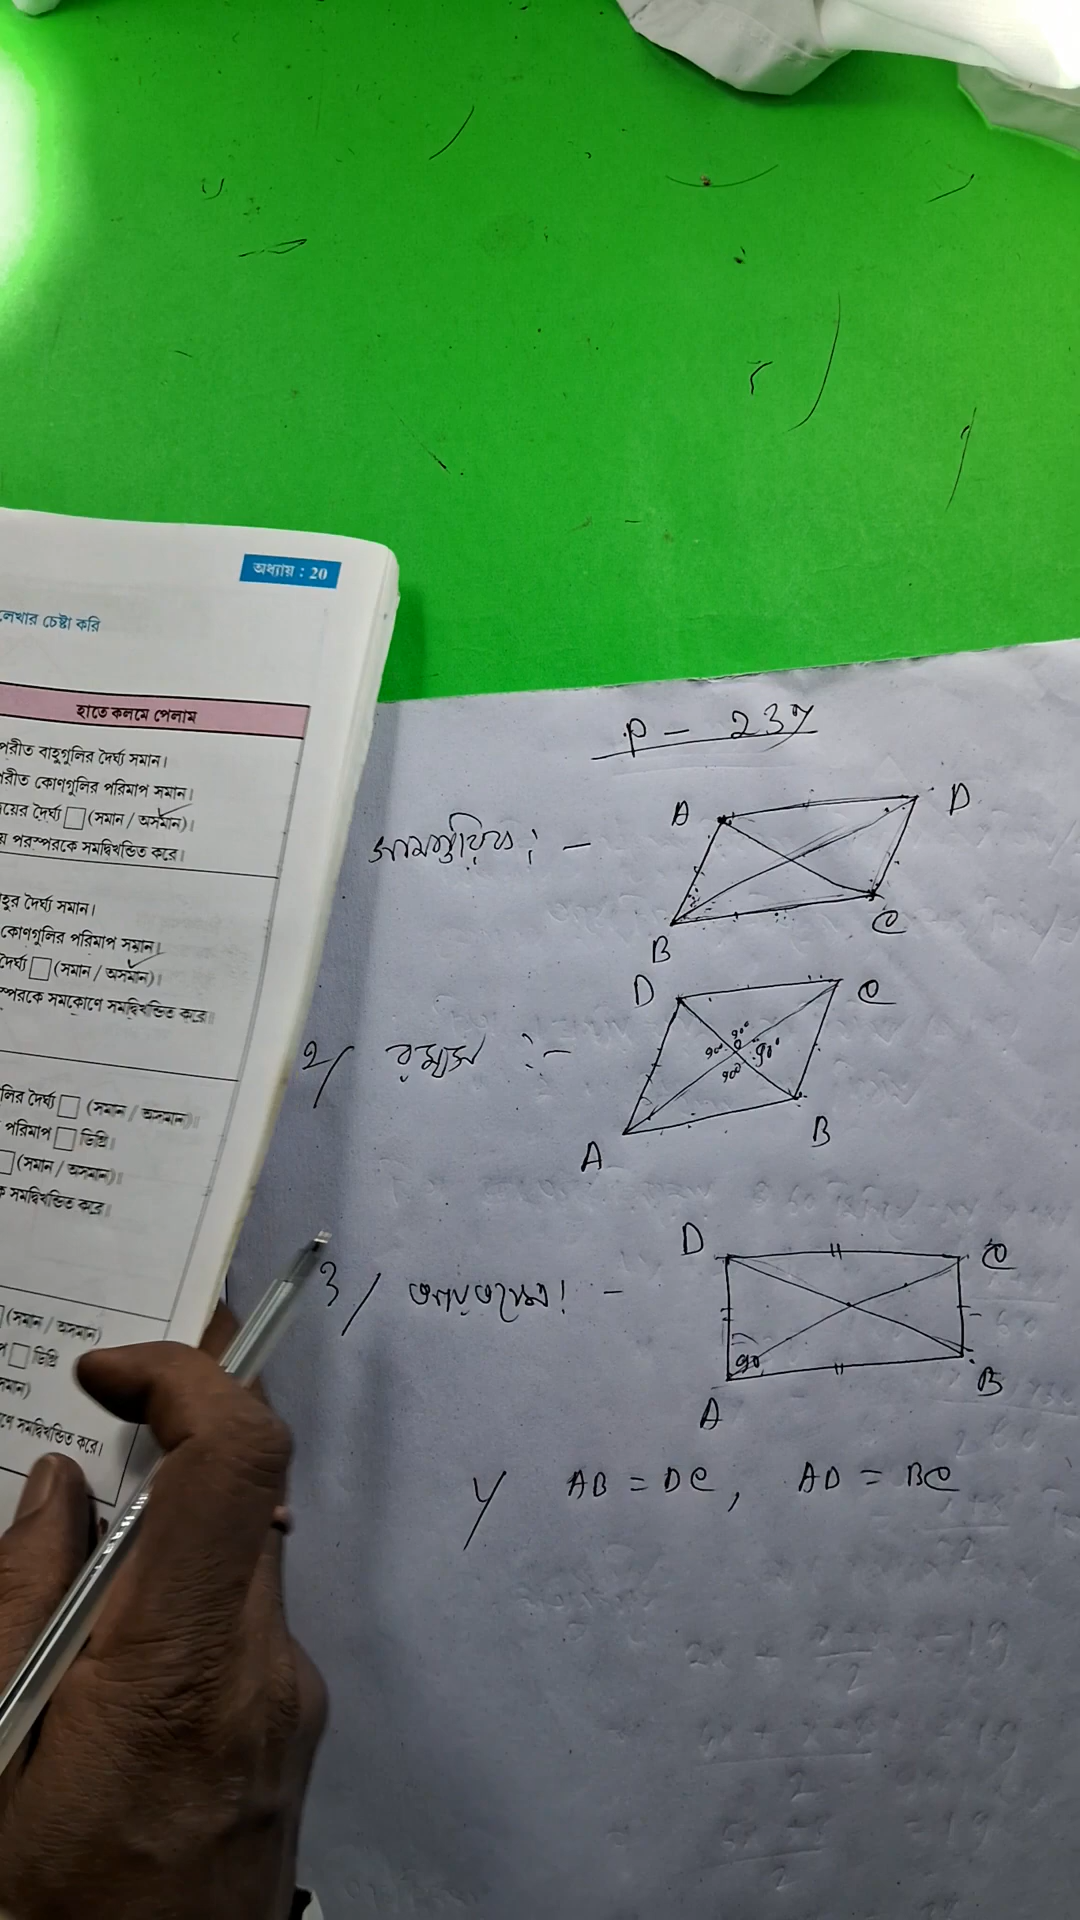 অধ্যায় : 20
লেখার চেষ্টা করি
হাতে কলমে পেলাম
পরীত বাহুগুলির দৈর্ঘ্য সমান।
রীত কোণগুলির পরিমাপ সমান।
য়ের দৈর্ঘ্য □ (সমান / অসমান)।
য় পরস্পরকে সমদ্বিখণ্ডিত করে।
হুর দৈর্ঘ্য সমান।
কোণগুলির পরিমাপ সমান।
দৈর্ঘ্য □ (সমান / অসমান)।
স্পরকে সমকোণে সমদ্বিখণ্ডিত করে।
লির দৈর্ঘ্য □ (সমান / অসমান)।
পরিমাপ □ ডিগ্রি।
□ (সমান / অসমান)।
ক সমদ্বিখণ্ডিত করে।
(সমান / অসমান)
প □ ডিগ্রি
সমান)
ণে সমদ্বিখণ্ডিত করে।
P - 237
সামন্তরিক : -
A D
B C
2/ রম্বস :-
D C
90° 90° 90° 90°
A B
3/ আয়তক্ষেত্র! -
D C
90
A B
y AB = DC, AD = BC